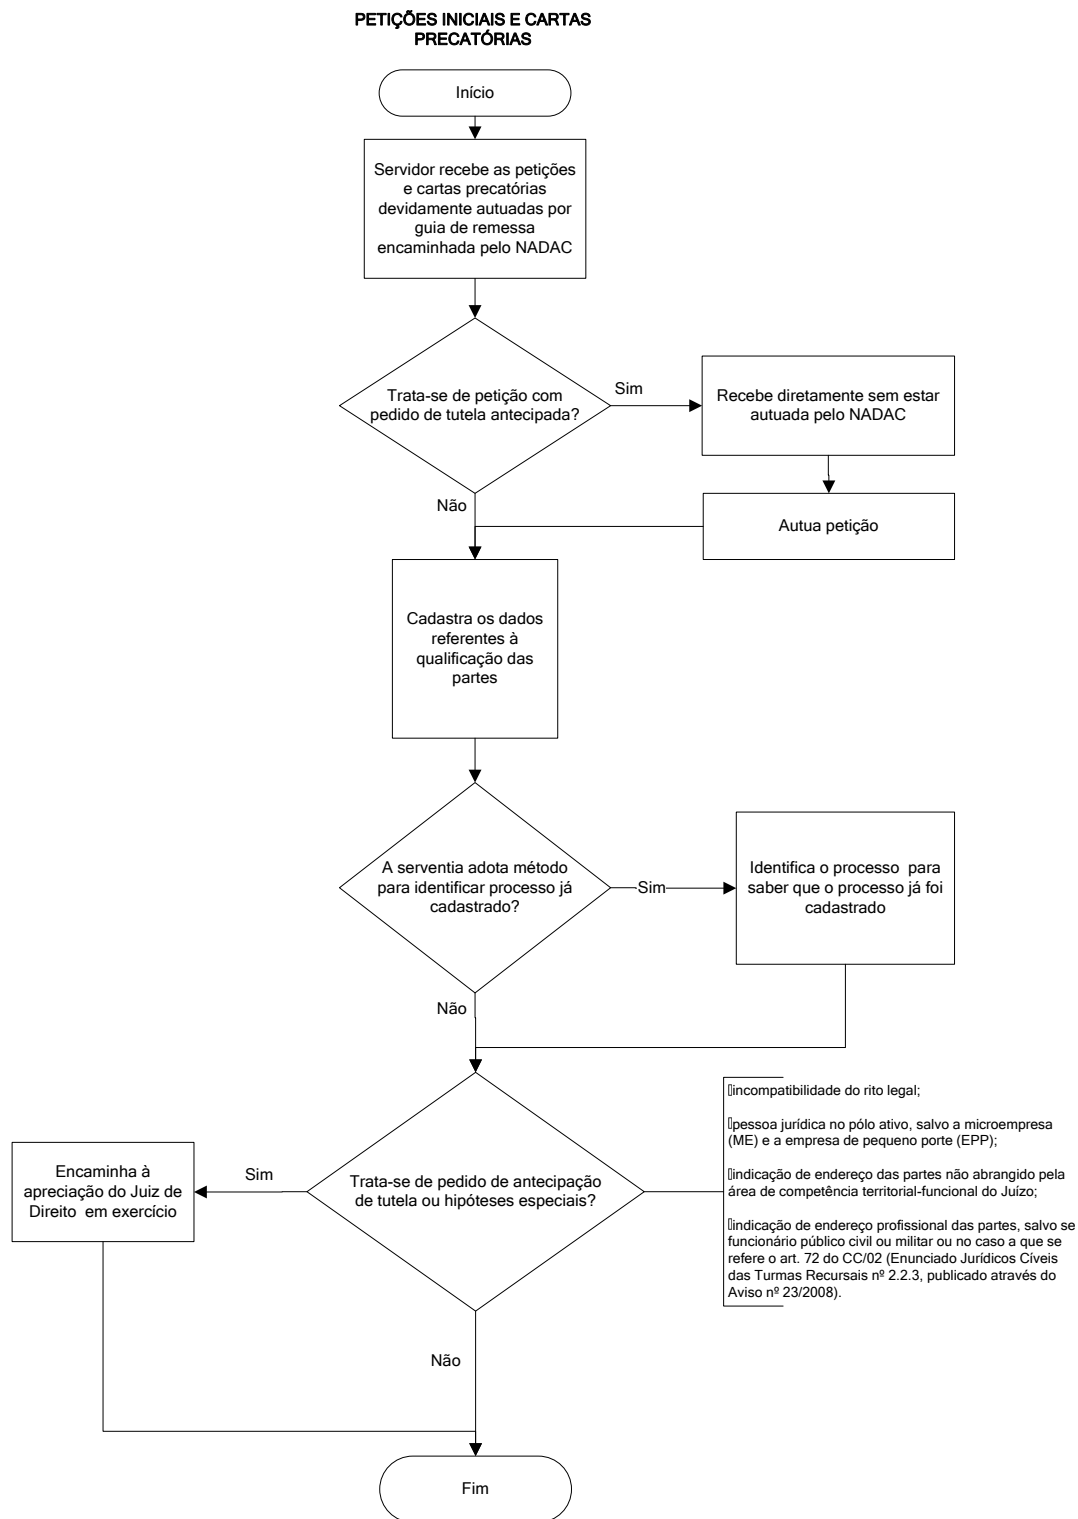 PETIÇÕES INICIAIS E CARTAS
PRECATÓRIAS
Início
Servidor recebe as petições
e cartas precatórias
devidamente autuadas por
guia de remessa
encaminhada pelo NADAC
Trata-se de petição com
pedido de tutela antecipada?
Sim
Recebe diretamente sem estar
autuada pelo NADAC
Não
Autua petição
Cadastra os dados
referentes à
qualificação das
partes
A serventia adota método
para identificar processo já
cadastrado?
Sim
Identifica o processo para
saber que o processo já foi
cadastrado
Não
Trata-se de pedido de antecipação
de tutela ou hipóteses especiais?
Sim
Encaminha à
apreciação do Juiz de
Direito em exercício
incompatibilidade do rito legal;
pessoa jurídica no pólo ativo, salvo a microempresa
(ME) e a empresa de pequeno porte (EPP);
indicação de endereço das partes não abrangido pela
área de competência territorial-funcional do Juízo;
indicação de endereço profissional das partes, salvo se
funcionário público civil ou militar ou no caso a que se
refere o art. 72 do CC/02 (Enunciado Jurídicos Cíveis
das Turmas Recursais nº 2.2.3, publicado através do
Aviso nº 23/2008).
Não
Fim